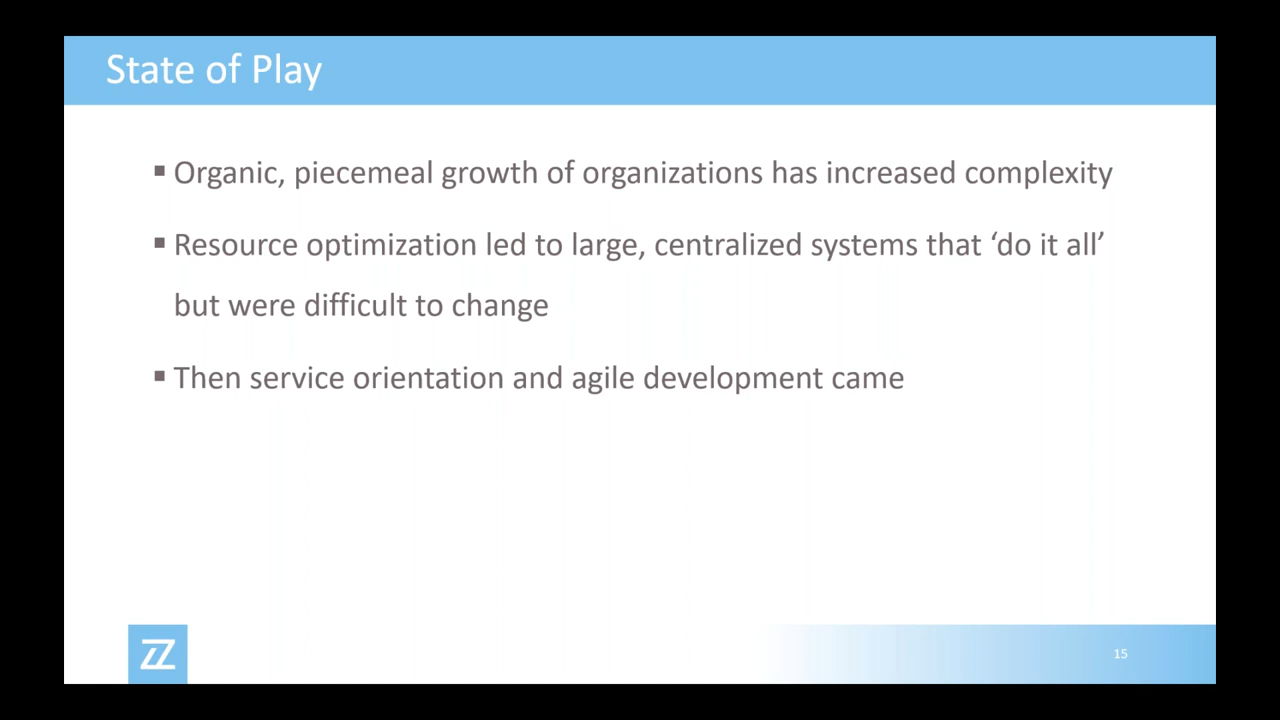 State of Play
▪ Organic, piecemeal growth of organizations has increased complexity
▪ Resource optimization led to large, centralized systems that ‘do it all’
but were difficult to change
▪ Then service orientation and agile development came
15